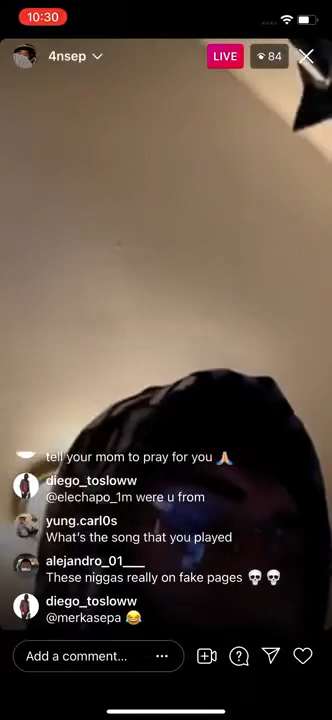 10:30
4nsep
LIVE
84
tell your mom to pray for you 🙏🏼
diego_tosloww
@elechapo_1m were u from
yung.carl0s
What's the song that you played
alejandro_01___
These niggas really on fake pages 💀💀
diego_tosloww
@merkasepa 😂
Add a comment...